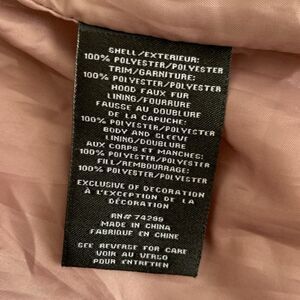 SHELL/EXTERIEUR:
100% POLYESTER/POLYESTER
TRIM/GARNITURE:
100% POLYESTER/POLYESTER
HOOD FAUX FUR
LINING/FOURRURE
FAUSSE AU DOUBLURE
DE LA CAPUCHE:
100% POLYESTER/POLYESTER
BODY AND SLEEVE
LINING/DOUBLURE
AUX CORPS ET MANCHES:
100% POLYESTER/POLYESTER
FILL/REMBOURRAGE:
100% POLYESTER/POLYESTER
EXCLUSIVE OF DECORATION
À L'EXCEPTION DE LA
DÉCORATION
RN# 74299
MADE IN CHINA
FABRIQUE EN CHINE
SEE REVERSE FOR CARE
VOIR AU VERSO
POUR ENTRETIEN